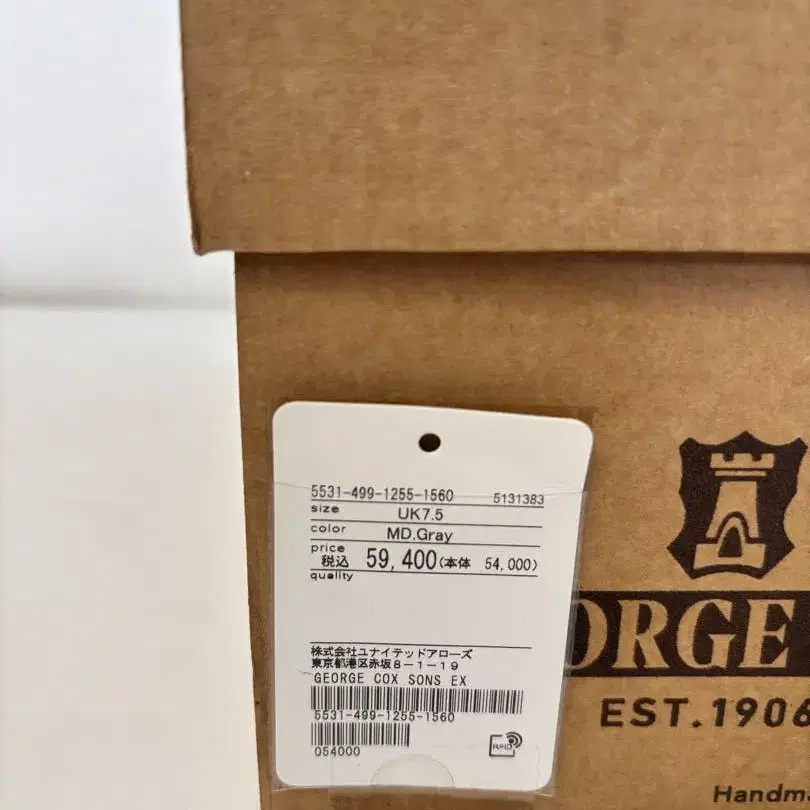 5531-499-1255-1560 5131383
size UK7.5
color MD.Gray
price
税込 59,400(本体 54,000)
quality
株式会社ユナイテッドアローズ
東京都港区赤坂8-1-19
GEORGE COX SONS EX
5531-499-1255-1560
054000
RFID
ORGE
EST.1906
Handm